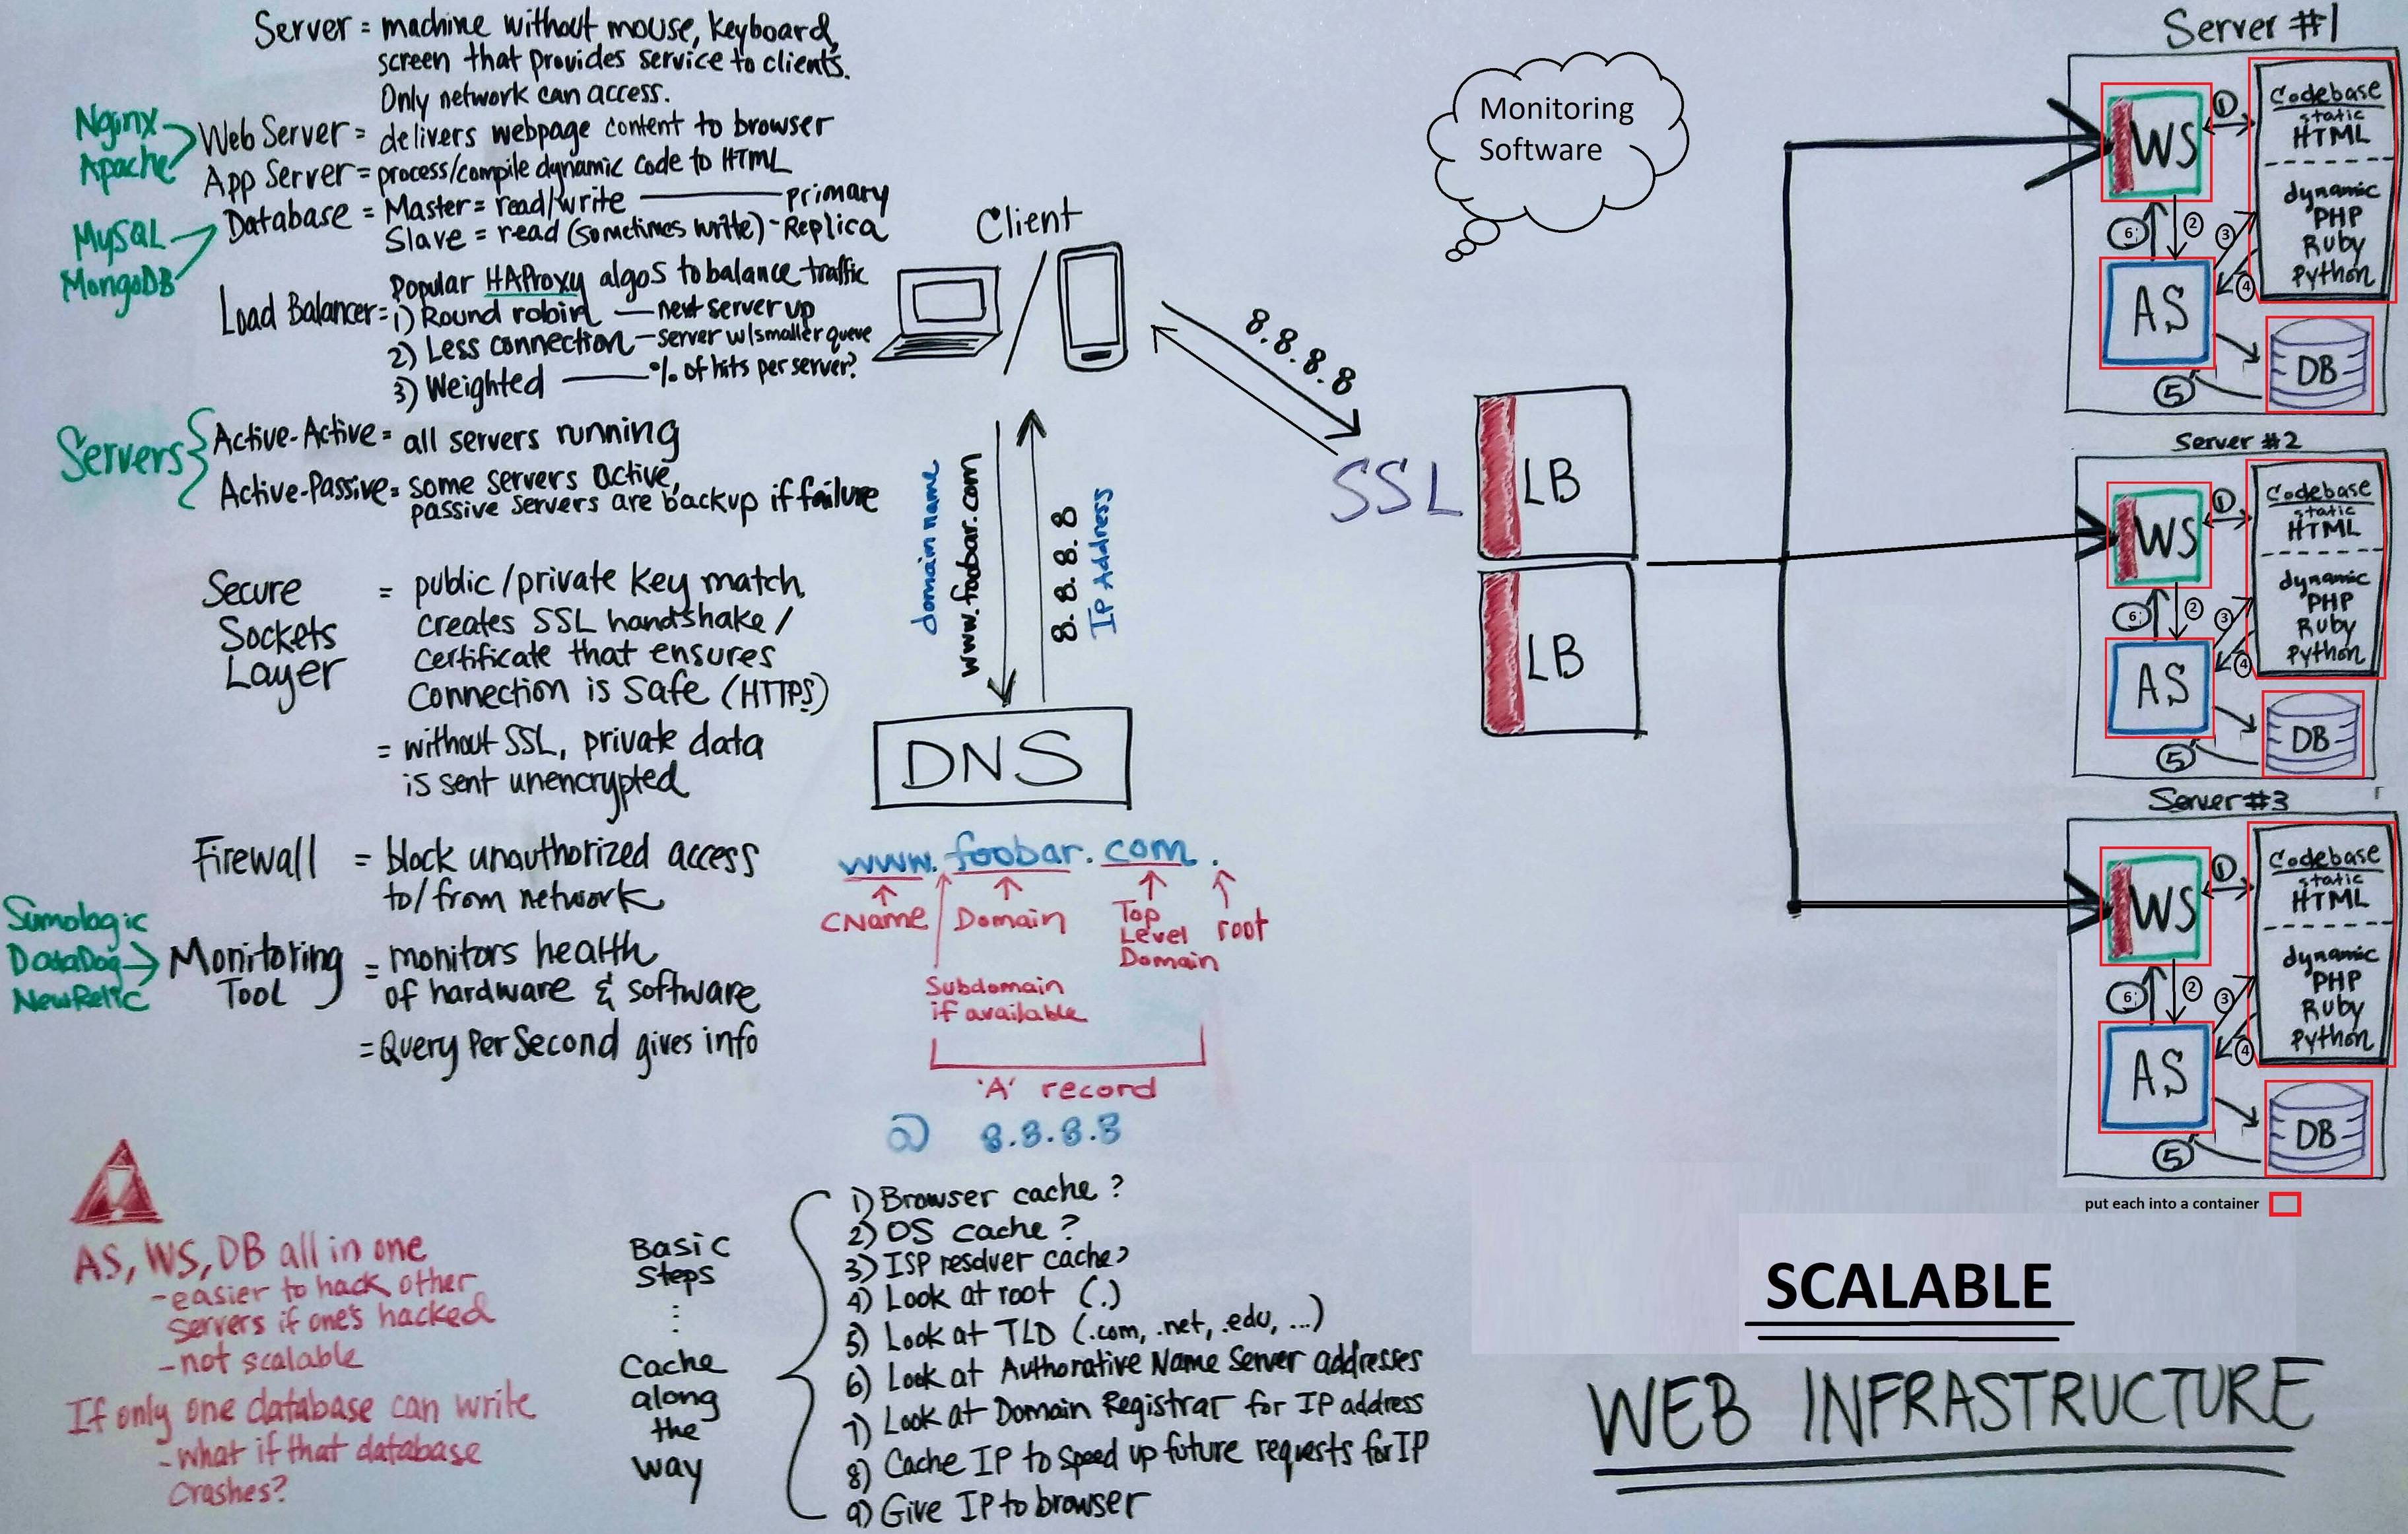 Server = machine without mouse, keyboard,
screen that provides service to clients.
Only network can access.
Nginx
Apache
Web Server = delivers webpage content to browser
App Server = process/compile dynamic code to HTML
MySQL
MongoDB
Database = Master = read/write — primary
Slave = read (sometimes write) - Replica
Load Balancer = Popular HAProxy algos to balance traffic
1) Round robin — next server up
2) Less connection — server w/smaller queue
3) Weighted — % of hits per server?
Servers
Active-Active = all servers running
Active-Passive = some servers active,
passive servers are backup if failure
Secure
Sockets
Layer
= public/private key match,
creates SSL handshake/
certificate that ensures
connection is safe (HTTPS)
= without SSL, private data
is sent unencrypted
Firewall = block unauthorized access
to/from network
Sumologic
DataDog
NewRelic
Monitoring
Tool
= monitors health
of hardware & software
= Query Per Second gives info
AS, WS, DB all in one
- easier to hack other
servers if one's hacked
- not scalable
If only one database can write
- what if that database
crashes?
Client
domain name
www.foobar.com
8.8.8.8
IP Address
DNS
www.foobar.com.
CName
Domain
Top
Level
Domain
root
Subdomain
if available
'A' record
8.8.8.8
Basic
Steps
⋮
Cache
along
the
way
1) Browser cache?
2) OS cache?
3) ISP resolver cache?
4) Look at root (.)
5) Look at TLD (.com, .net, .edu, ...)
6) Look at Authorative Name Server addresses
7) Look at Domain Registrar for IP address
8) Cache IP to speed up future requests for IP
9) Give IP to browser
8.8.8.8
Monitoring
Software
SSL
LB
LB
Server #1
WS
1
Codebase
static
HTML
dynamic
PHP
Ruby
Python
6
2
3
4
AS
DB
5
Server #2
WS
1
Codebase
static
HTML
dynamic
PHP
Ruby
Python
6
2
3
4
AS
DB
5
Server #3
WS
1
Codebase
static
HTML
dynamic
PHP
Ruby
Python
6
2
3
4
AS
DB
5
put each into a container
SCALABLE
WEB INFRASTRUCTURE